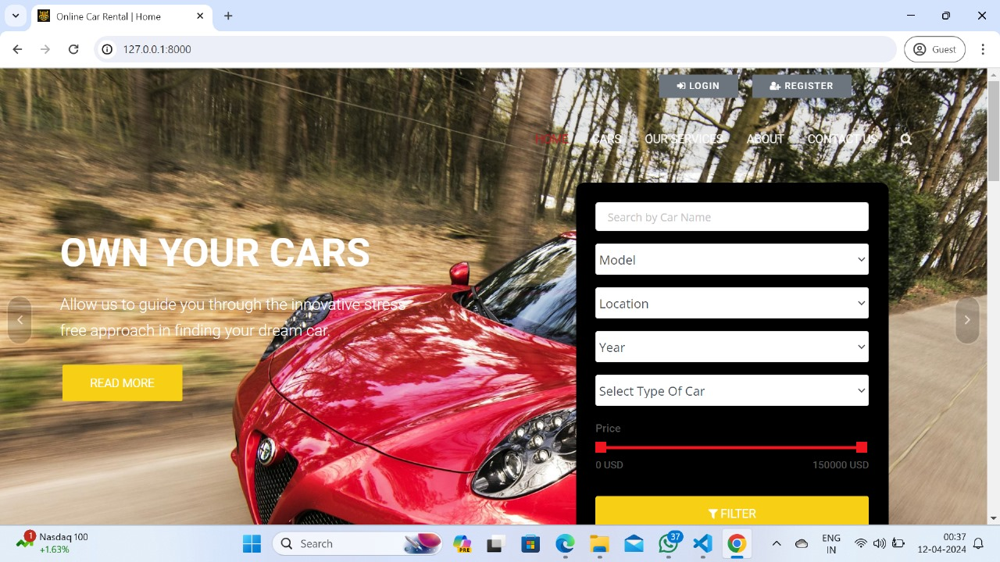 Online Car Rental | Home
127.0.0.1:8000
Guest
LOGIN
REGISTER
HOME
CARS
OUR SERVICES
ABOUT
CONTACT US
OWN YOUR CARS
Allow us to guide you through the innovative stress
free approach in finding your dream car.
READ MORE
Search by Car Name
Model
Location
Year
Select Type Of Car
Price
0 USD
150000 USD
FILTER
1
Nasdaq 100
+1.63%
Search
PRE
37
ENG
IN
00:37
12-04-2024